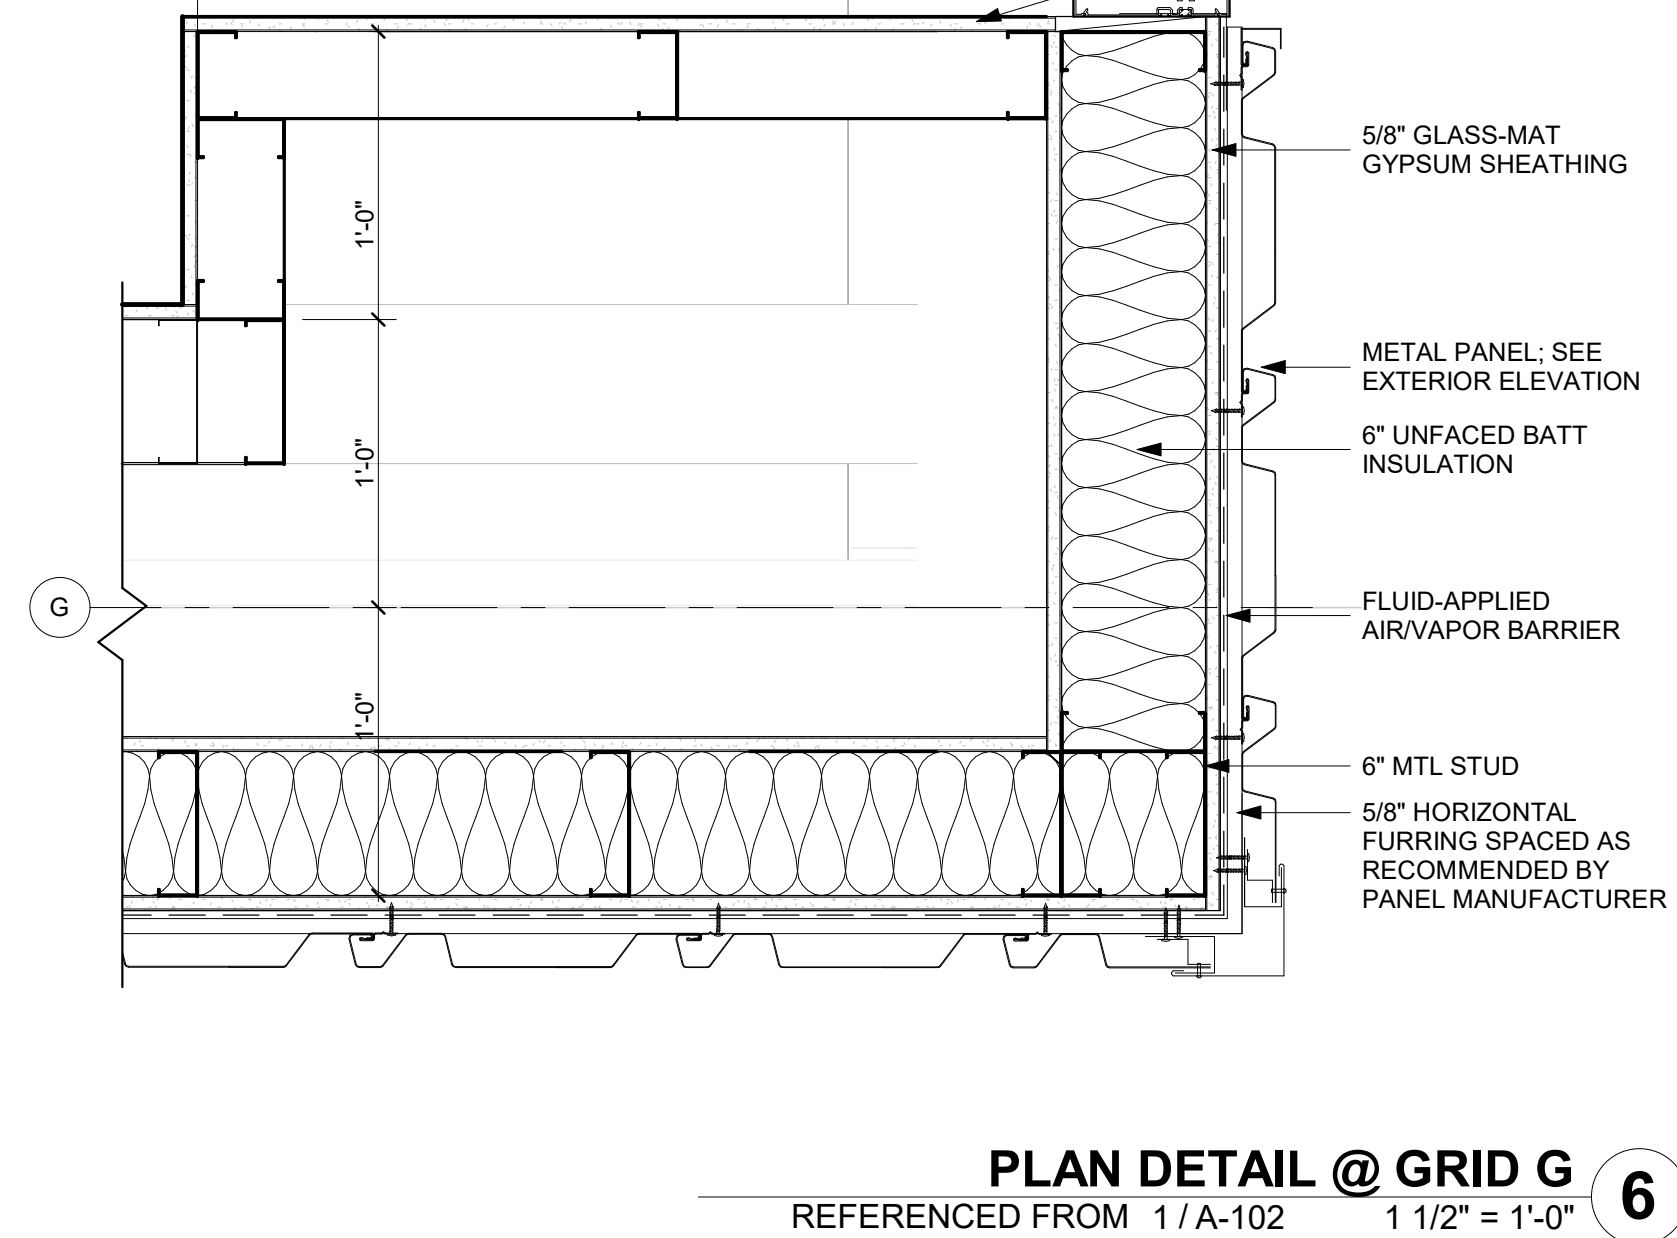 5/8" GLASS-MAT
GYPSUM SHEATHING
1'-0"
METAL PANEL; SEE
EXTERIOR ELEVATION
6" UNFACED BATT
INSULATION
1'-0"
G
FLUID-APPLIED
AIR/VAPOR BARRIER
1'-0"
6" MTL STUD
5/8" HORIZONTAL
FURRING SPACED AS
RECOMMENDED BY
PANEL MANUFACTURER
PLAN DETAIL @ GRID G
6
REFERENCED FROM 1 / A-102 1 1/2" = 1'-0"